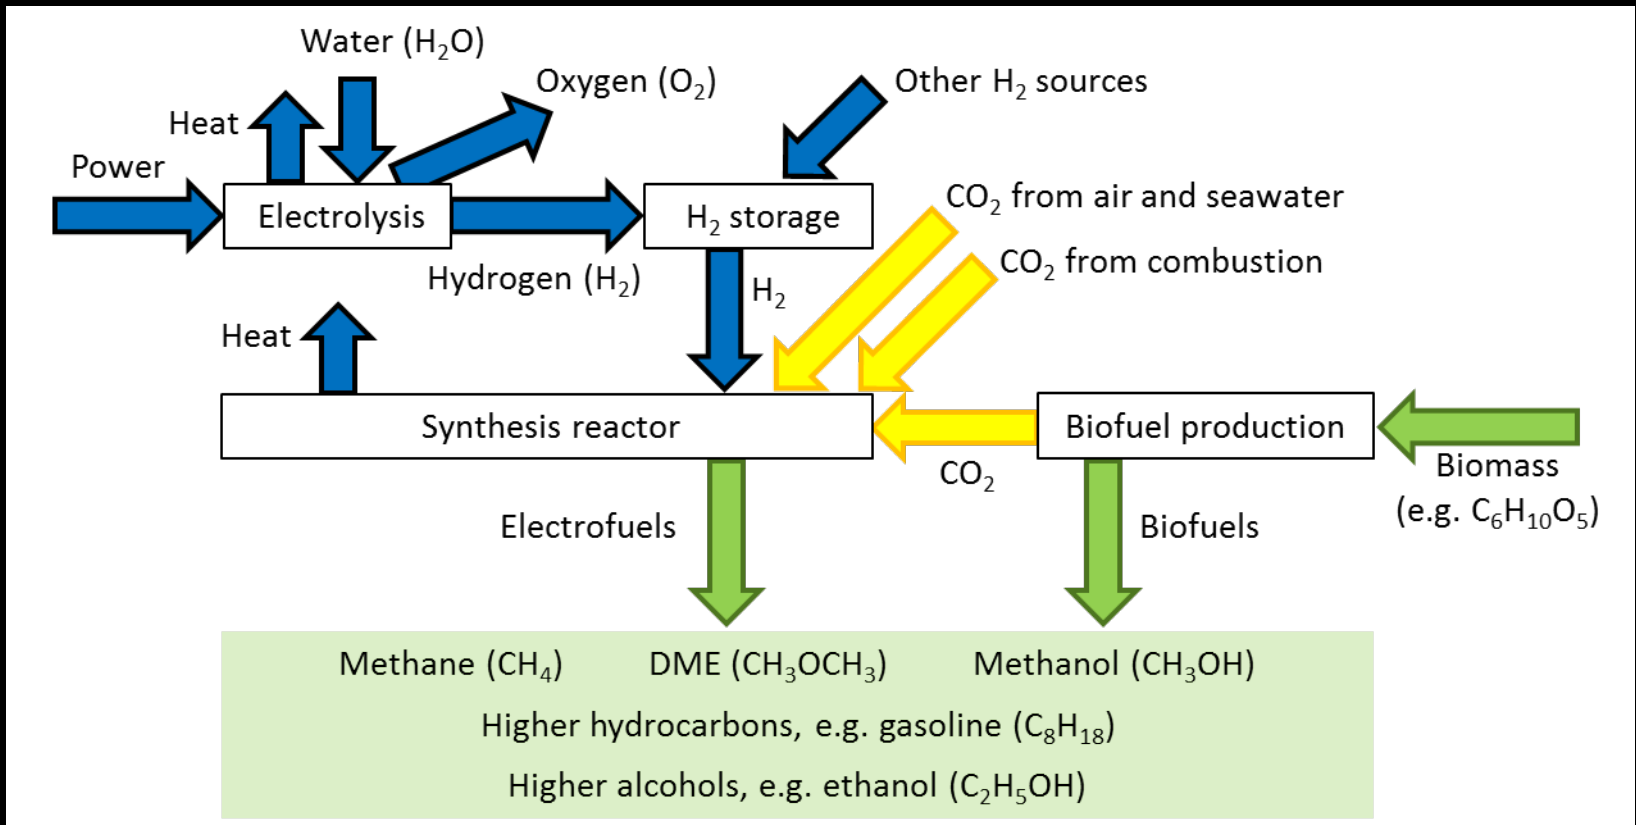 Water (H₂O)
Oxygen (O₂)
Other H₂ sources
Heat
Power
Electrolysis
H₂ storage
CO₂ from air and seawater
Hydrogen (H₂)
H₂
CO₂ from combustion
Heat
Synthesis reactor
Biofuel production
CO₂
Biomass
(e.g. C₆H₁₀O₅)
Electrofuels
Biofuels
Methane (CH₄)
DME (CH₃OCH₃)
Methanol (CH₃OH)
Higher hydrocarbons, e.g. gasoline (C₈H₁₈)
Higher alcohols, e.g. ethanol (C₂H₅OH)